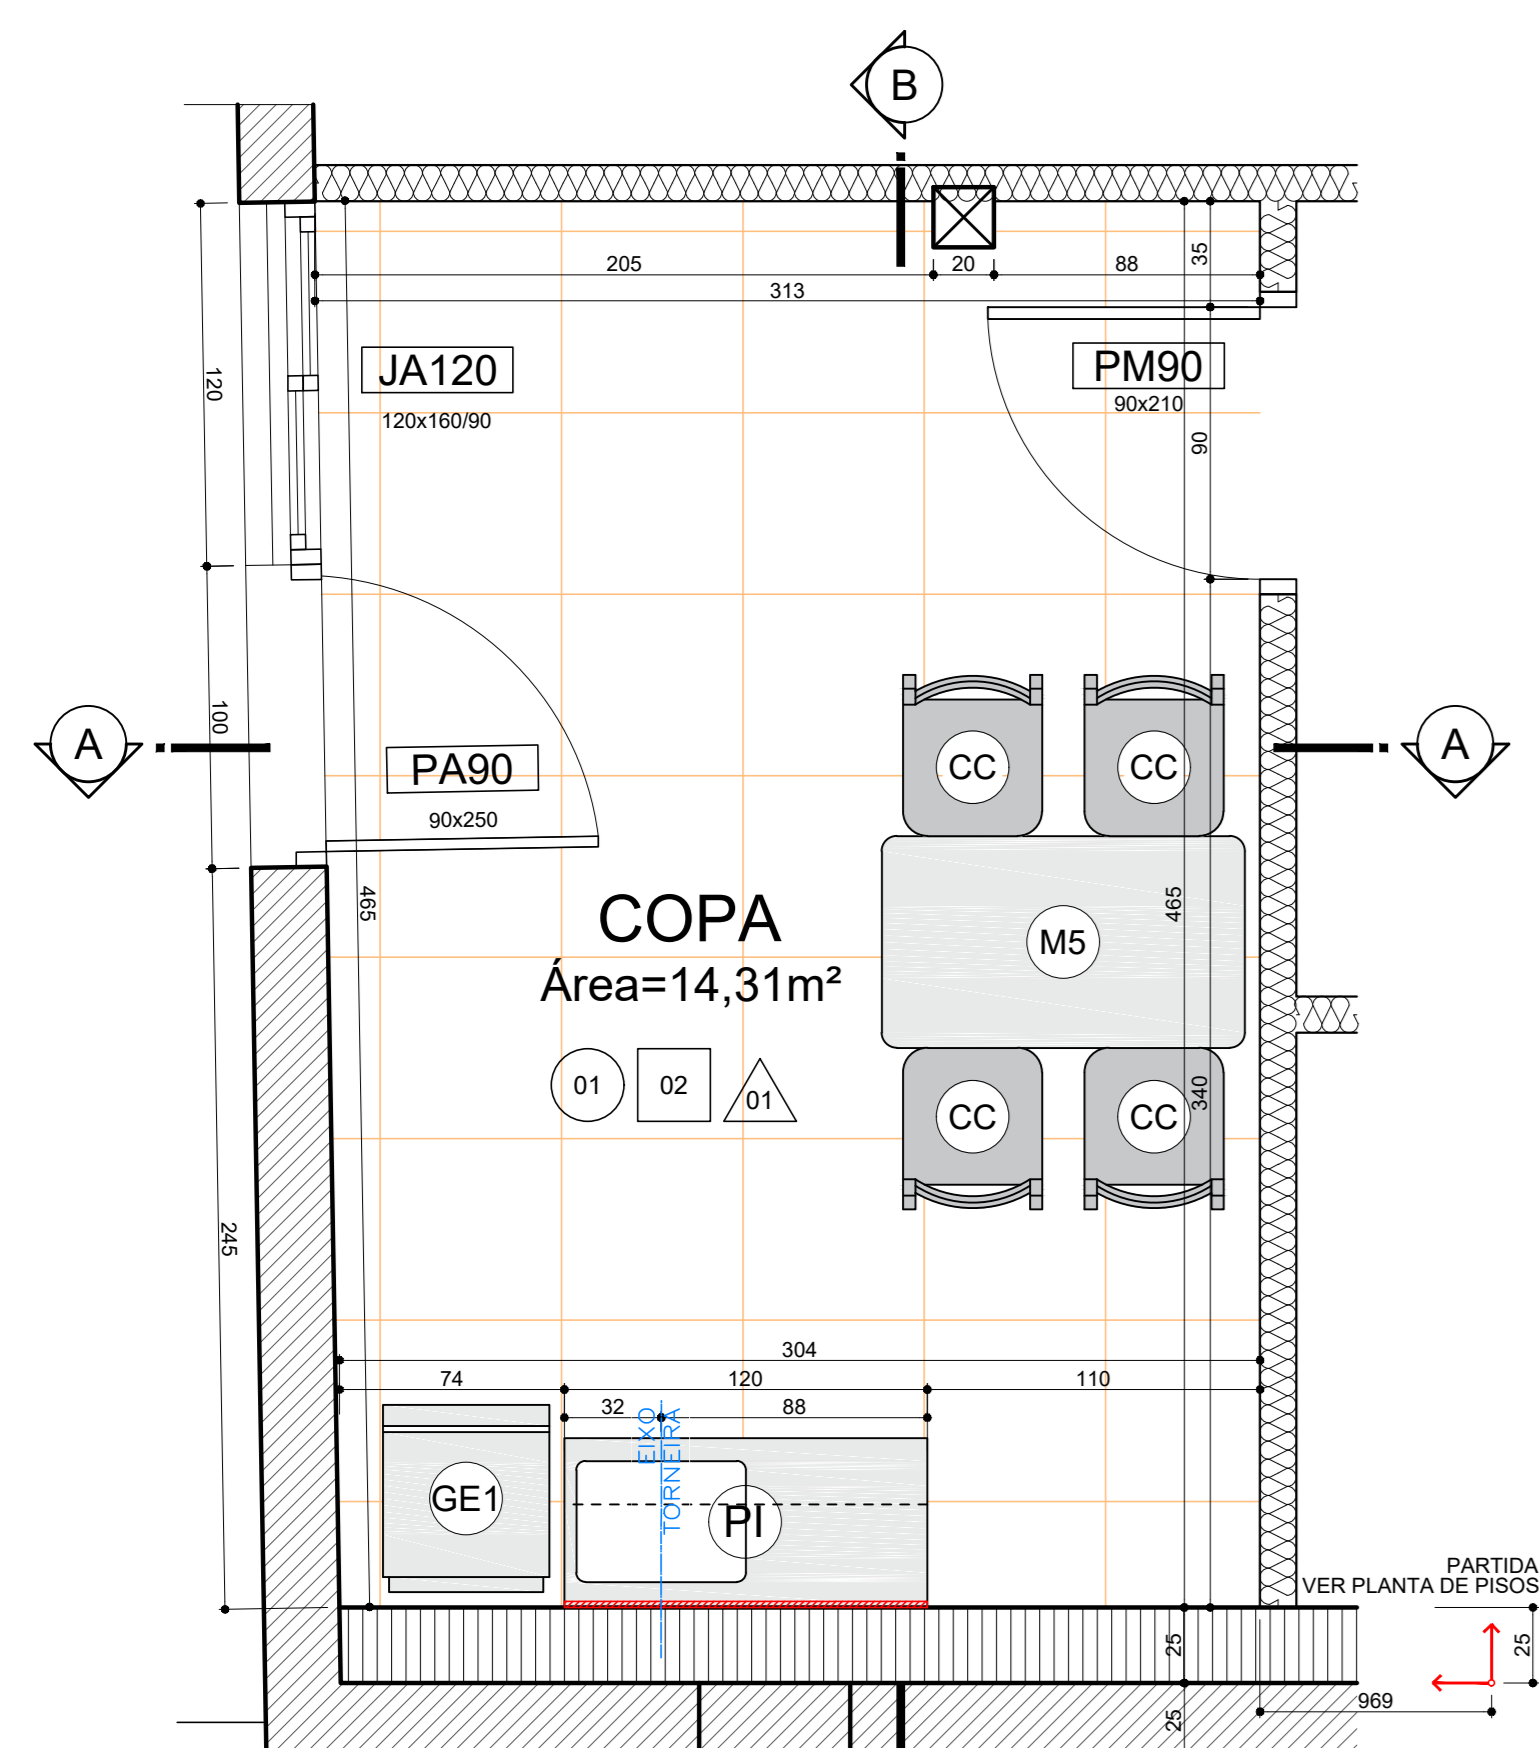 B
205
20
88
35
313
JA120
120x160/90
PM90
90x210
120
90
100
A
A
PA90
90x250
CC
CC
465
465
COPA
Área=14,31m²
M5
01
02
01
CC
CC
340
245
304
74
120
110
32
88
EIXO
TORNEIRA
GE1
PI
PARTIDA
VER PLANTA DE PISOS
25
25
969
25